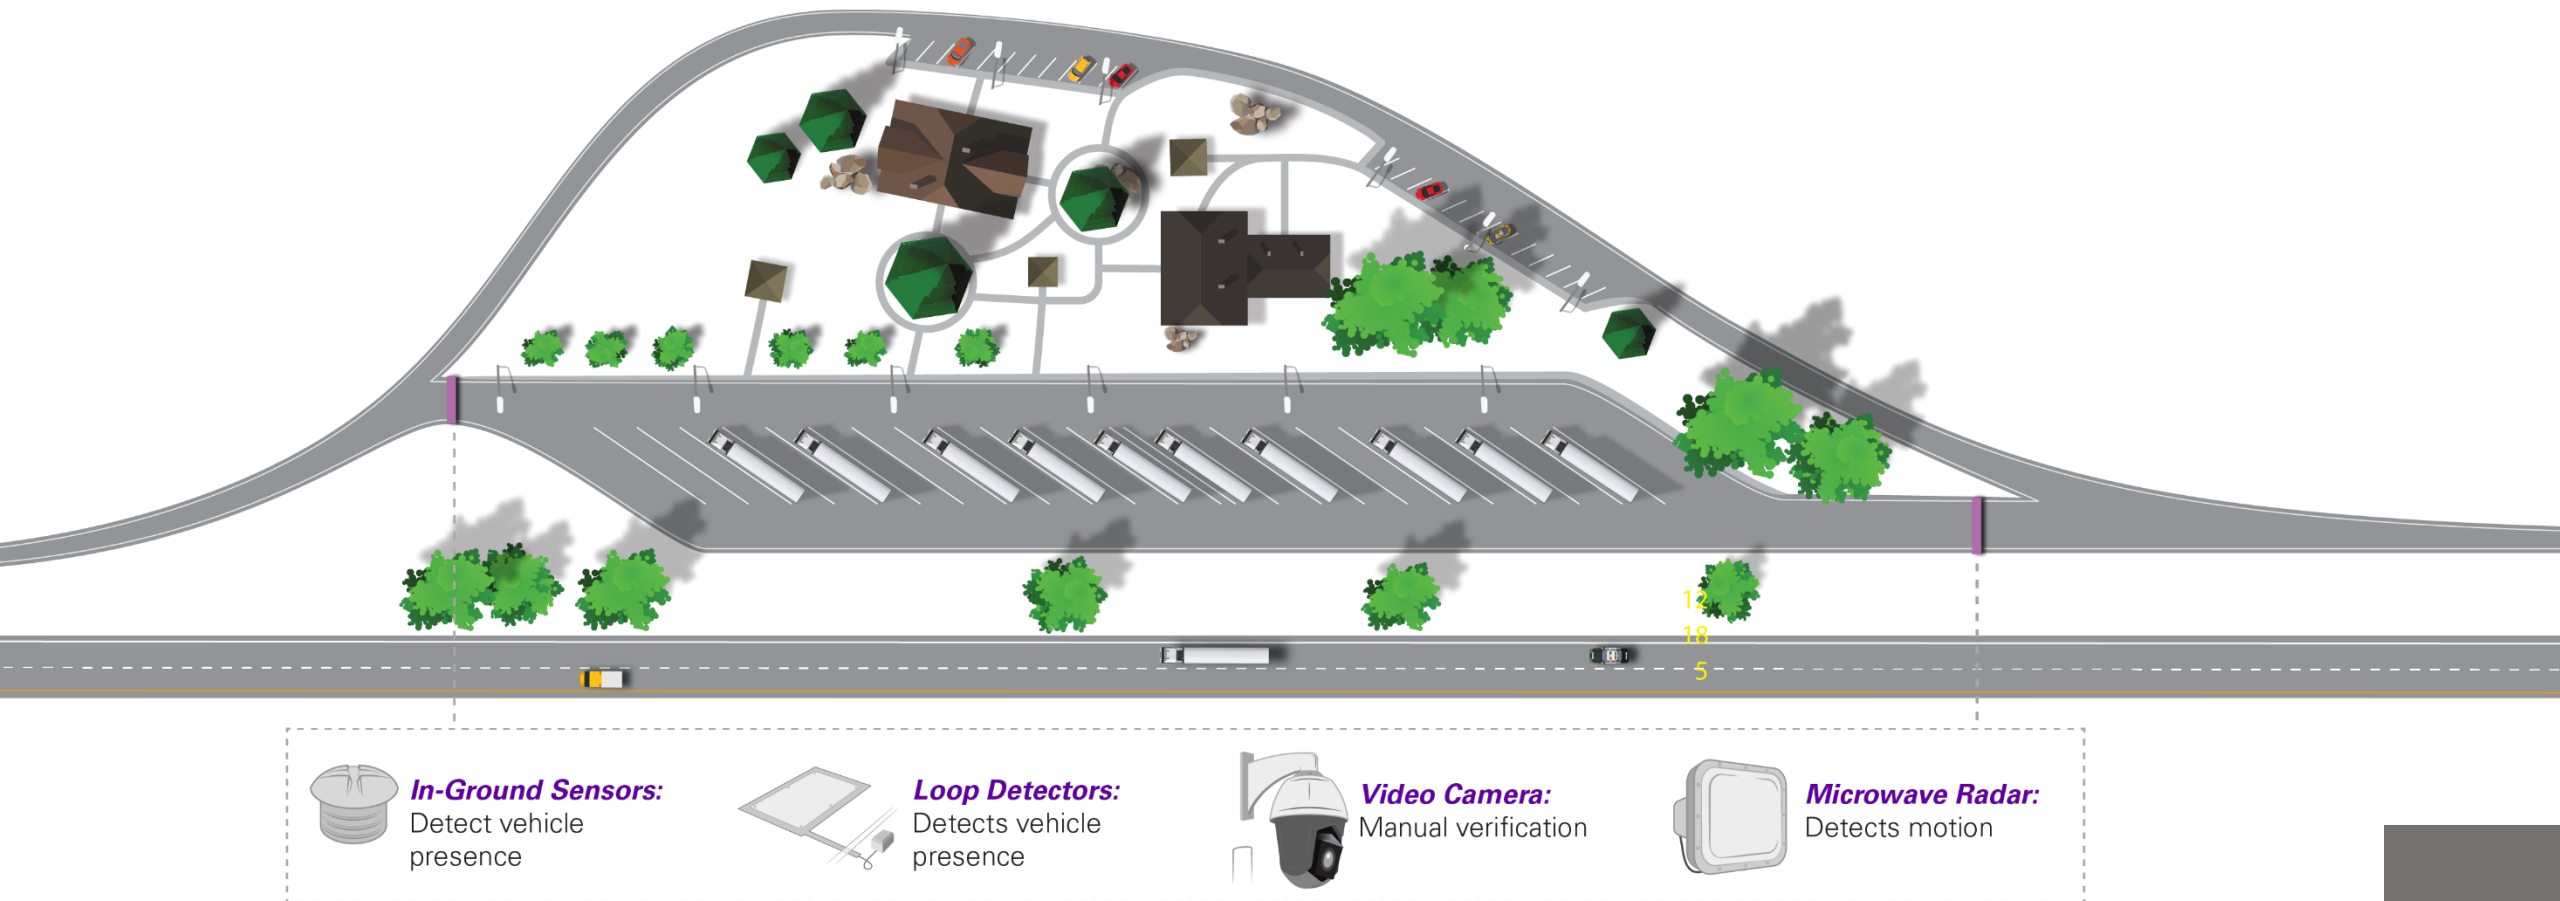 12
18
5
In-Ground Sensors:
Detect vehicle
presence
Loop Detectors:
Detects vehicle
presence
Video Camera:
Manual verification
Microwave Radar:
Detects motion